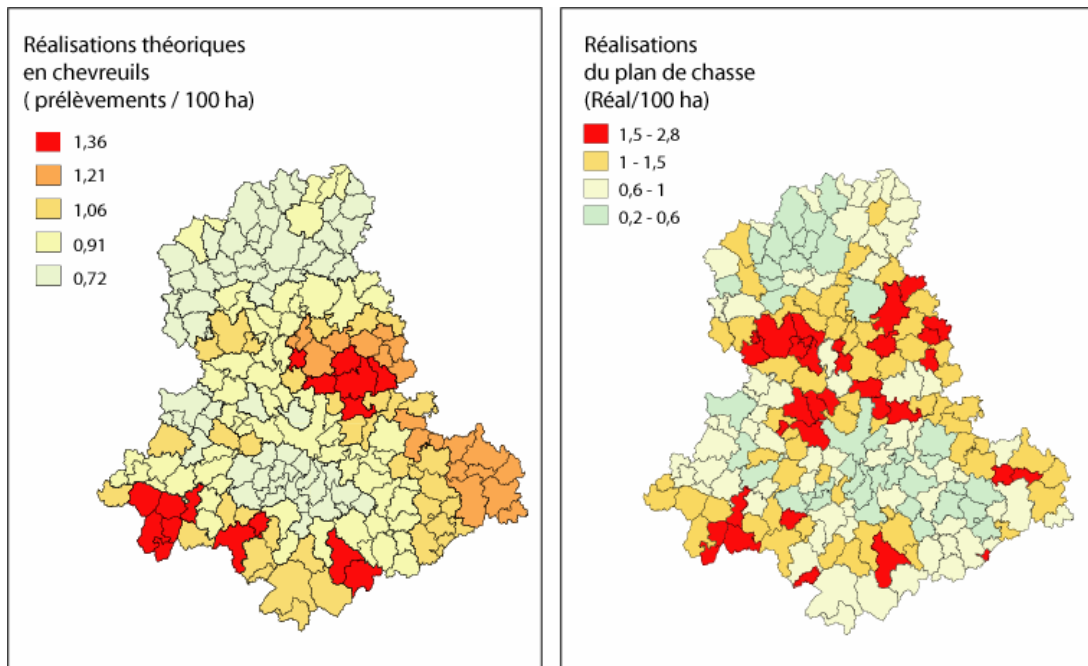 Réalisations théoriques
en chevreuils
( prélèvements / 100 ha)
1,36
1,21
1,06
0,91
0,72
Réalisations
du plan de chasse
(Réal/100 ha)
1,5 - 2,8
1 - 1,5
0,6 - 1
0,2 - 0,6